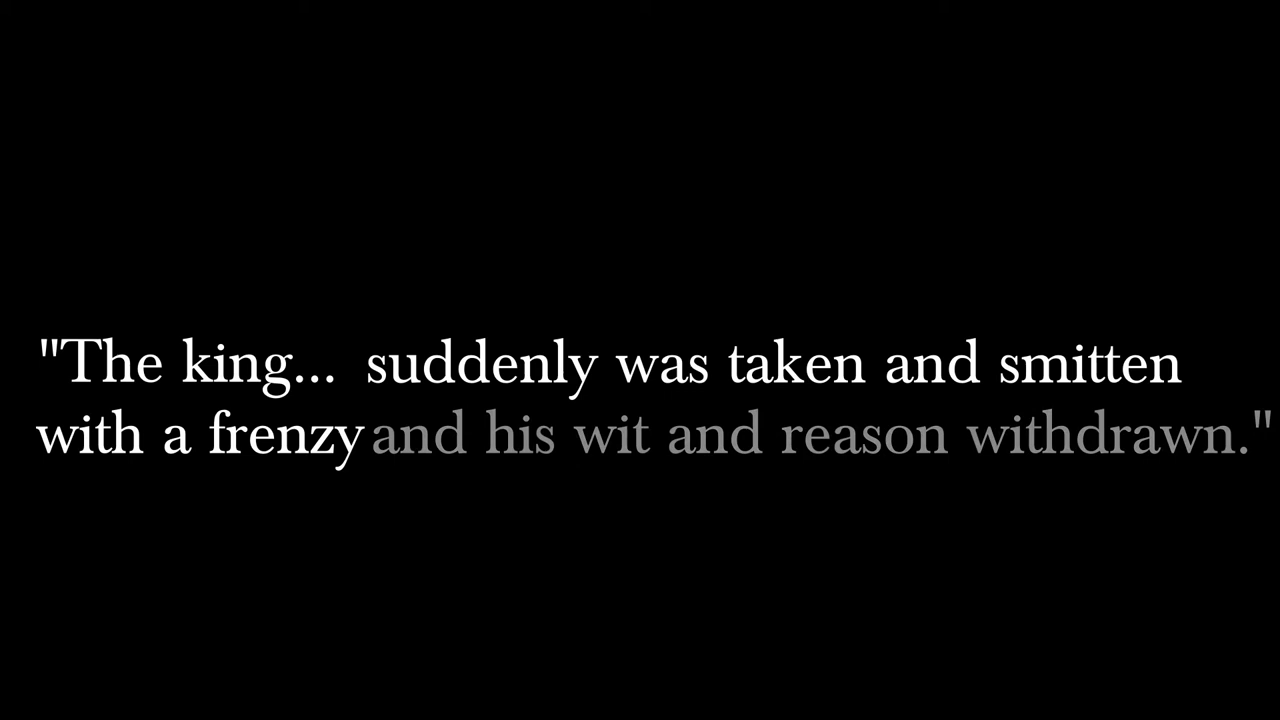 "The king... suddenly was taken and smitten
with a frenzy and his wit and reason withdrawn."